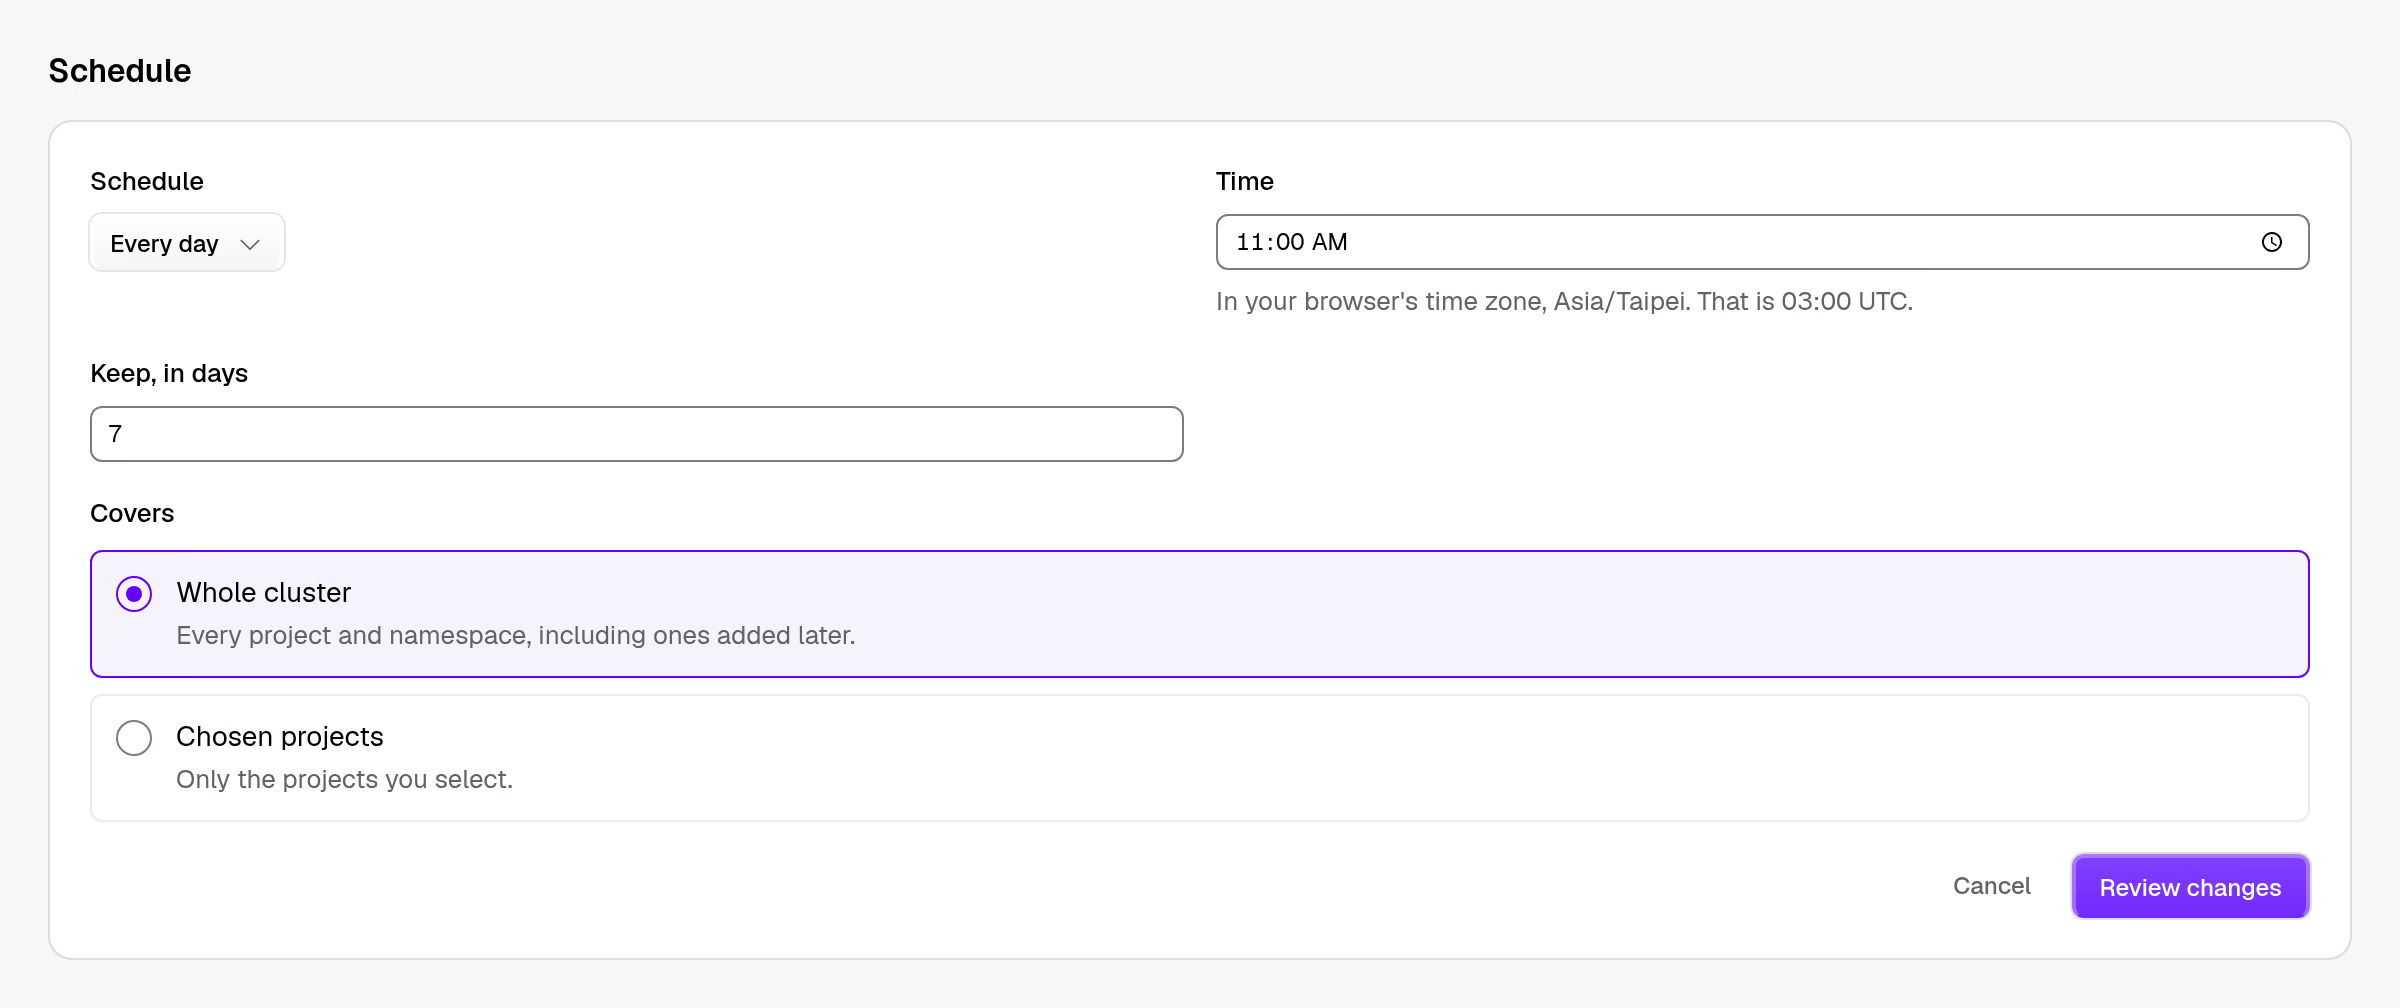 Schedule
Schedule
Every day
Time
11:00 AM
In your browser's time zone, Asia/Taipei. That is 03:00 UTC.
Keep, in days
7
Covers
Whole cluster
Every project and namespace, including ones added later.
Chosen projects
Only the projects you select.
Cancel
Review changes